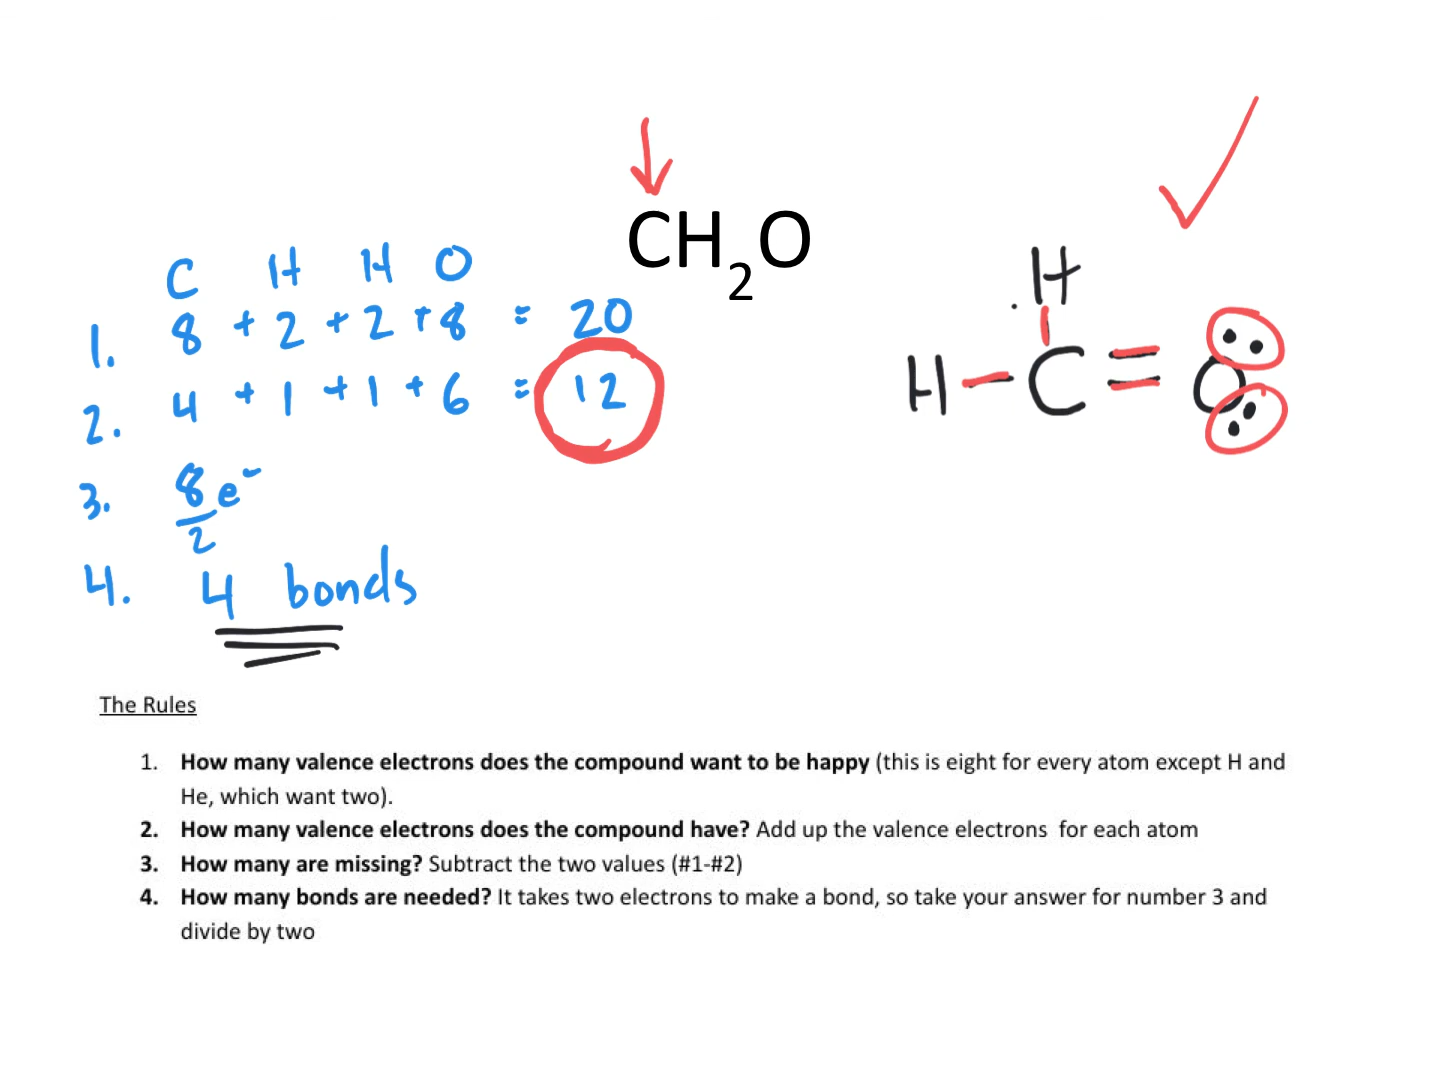 CH₂O
C H H O
1. 8 + 2 + 2 + 8 = 20
2. 4 + 1 + 1 + 6 = 12
3. 8e⁻
2
4. 4 bonds
H
H - C = O
The Rules
1. How many valence electrons does the compound want to be happy (this is eight for every atom except H and
He, which want two).
2. How many valence electrons does the compound have? Add up the valence electrons for each atom
3. How many are missing? Subtract the two values (#1-#2)
4. How many bonds are needed? It takes two electrons to make a bond, so take your answer for number 3 and
divide by two